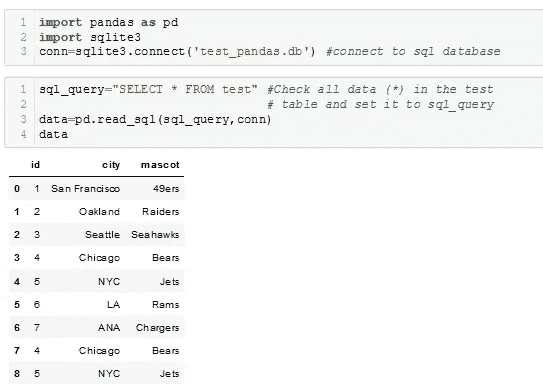 1 import pandas as pd
2 import sqlite3
3 conn=sqlite3.connect('test_pandas.db') #connect to sql database
1 sql_query="SELECT * FROM test" #Check all data (*) in the test
2 # table and set it to sql_query
3 data=pd.read_sql(sql_query,conn)
4 data
id city mascot
0 1 San Francisco 49ers
1 2 Oakland Raiders
2 3 Seattle Seahawks
3 4 Chicago Bears
4 5 NYC Jets
5 6 LA Rams
6 7 ANA Chargers
7 4 Chicago Bears
8 5 NYC Jets